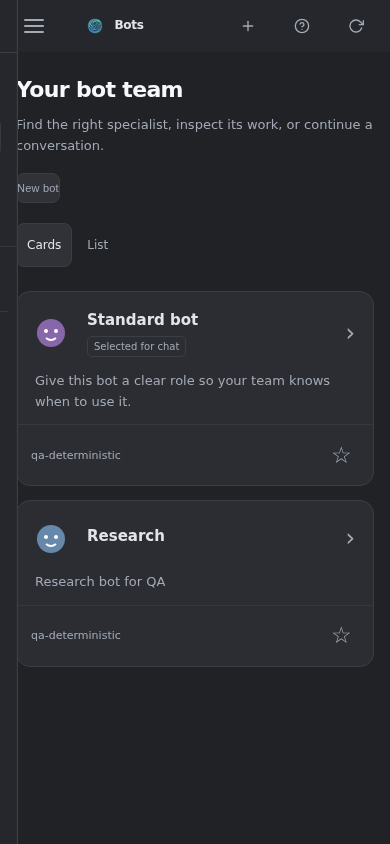 Bots
Your bot team
Find the right specialist, inspect its work, or continue a
conversation.
New bot
Cards
List
Standard bot
Selected for chat
Give this bot a clear role so your team knows
when to use it.
qa-deterministic
Research
Research bot for QA
qa-deterministic